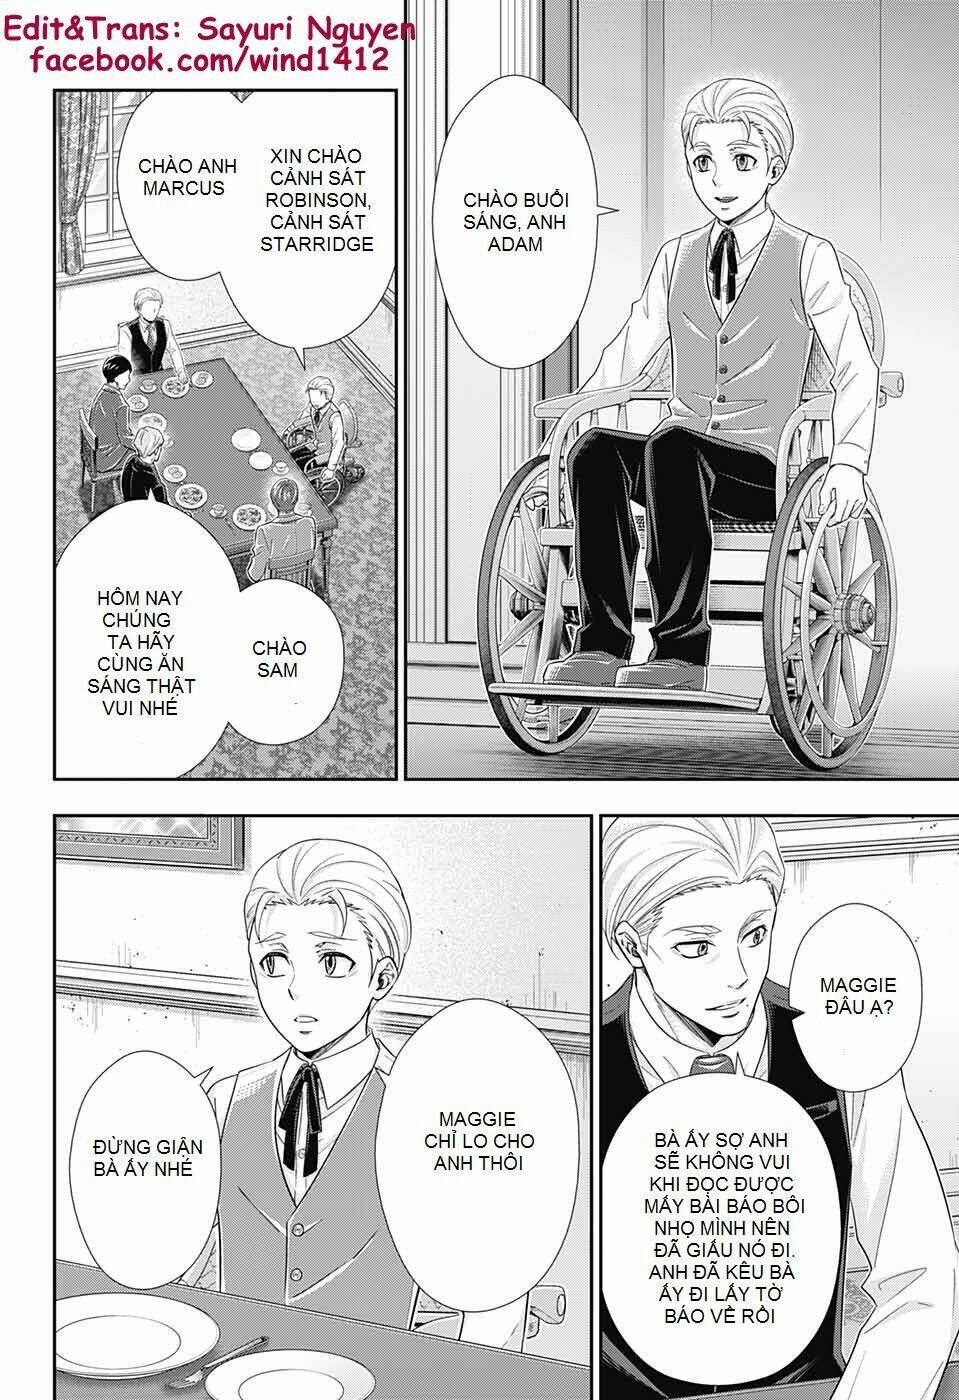 Edit&Trans: Sayuri Nguyen
facebook.com/wind1412
CHÀO BUỔI
SÁNG, ANH
ADAM
XIN CHÀO
CẢNH SÁT
ROBINSON,
CẢNH SÁT
STARRIDGE
CHÀO ANH
MARCUS
CHÀO
SAM
HÔM NAY
CHÚNG
TA HÃY
CÙNG ĂN
SÁNG THẬT
VUI NHÉ
MAGGIE
ĐÂU Ạ?
BÀ ẤY SỢ ANH
SẼ KHÔNG VUI
KHI ĐỌC ĐƯỢC
MẤY BÀI BÁO BÔI
NHỌ MÌNH NÊN
ĐÃ GIẤU NÓ ĐI.
ANH ĐÃ KÊU BÀ
ẤY ĐI LẤY TỜ
BÁO VỀ RỒI
MAGGIE
CHỈ LO CHO
ANH THÔI
ĐỪNG GIẬN
BÀ ẤY NHÉ